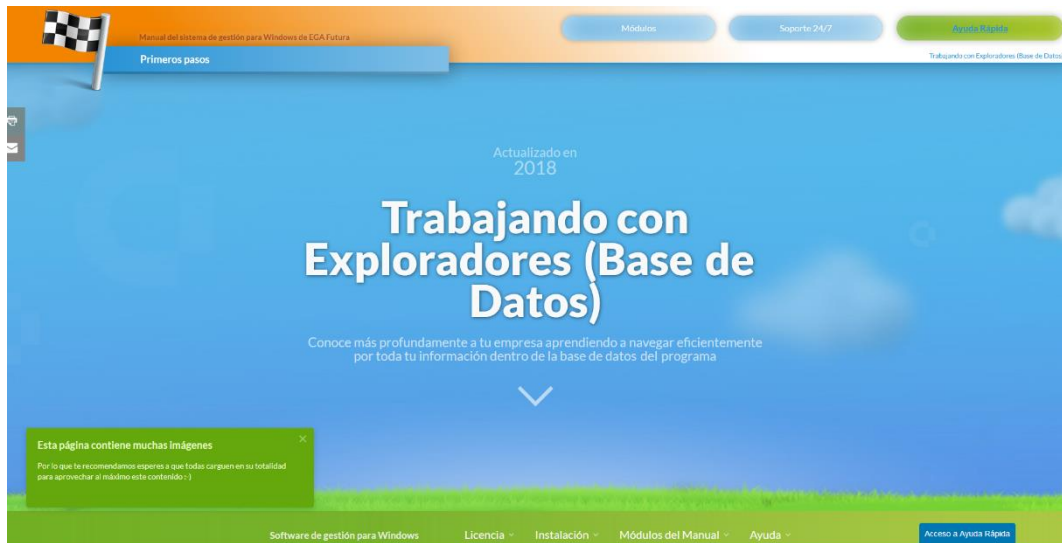 Manual del sistema de gestión para Windows de EGA Futura
Módulos
Soporte 24/7
Ayuda Rápida
Primeros pasos
Trabajando con Exploradores (Base de Datos)
Actualizado en
2018
Trabajando con
Exploradores (Base de
Datos)
Conoce más profundamente a tu empresa aprendiendo a navegar eficientemente
por toda tu información dentro de la base de datos del programa
Esta página contiene muchas imágenes
Por lo que te recomendamos esperes a que todas carguen en su totalidad
para aprovechar al máximo este contenido :-)
Software de gestión para Windows
Licencia
Instalación
Módulos del Manual
Ayuda
Acceso a Ayuda Rápida